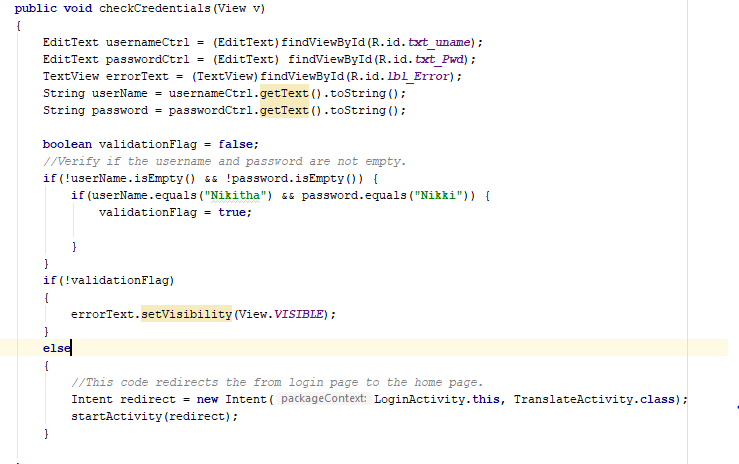 public void checkCredentials(View v)
{
EditText usernameCtrl = (EditText)findViewById(R.id.txt_uname);
EditText passwordCtrl = (EditText) findViewById(R.id.txt_Pwd);
TextView errorText = (TextView)findViewById(R.id.lbl_Error);
String userName = usernameCtrl.getText().toString();
String password = passwordCtrl.getText().toString();
boolean validationFlag = false;
//Verify if the username and password are not empty.
if(!userName.isEmpty() && !password.isEmpty()) {
if(userName.equals("Nikitha") && password.equals("Nikki")) {
validationFlag = true;
}
}
if(!validationFlag)
{
errorText.setVisibility(View.VISIBLE);
}
else
{
//This code redirects the from login page to the home page.
Intent redirect = new Intent( packageContext: LoginActivity.this, TranslateActivity.class);
startActivity(redirect);
}